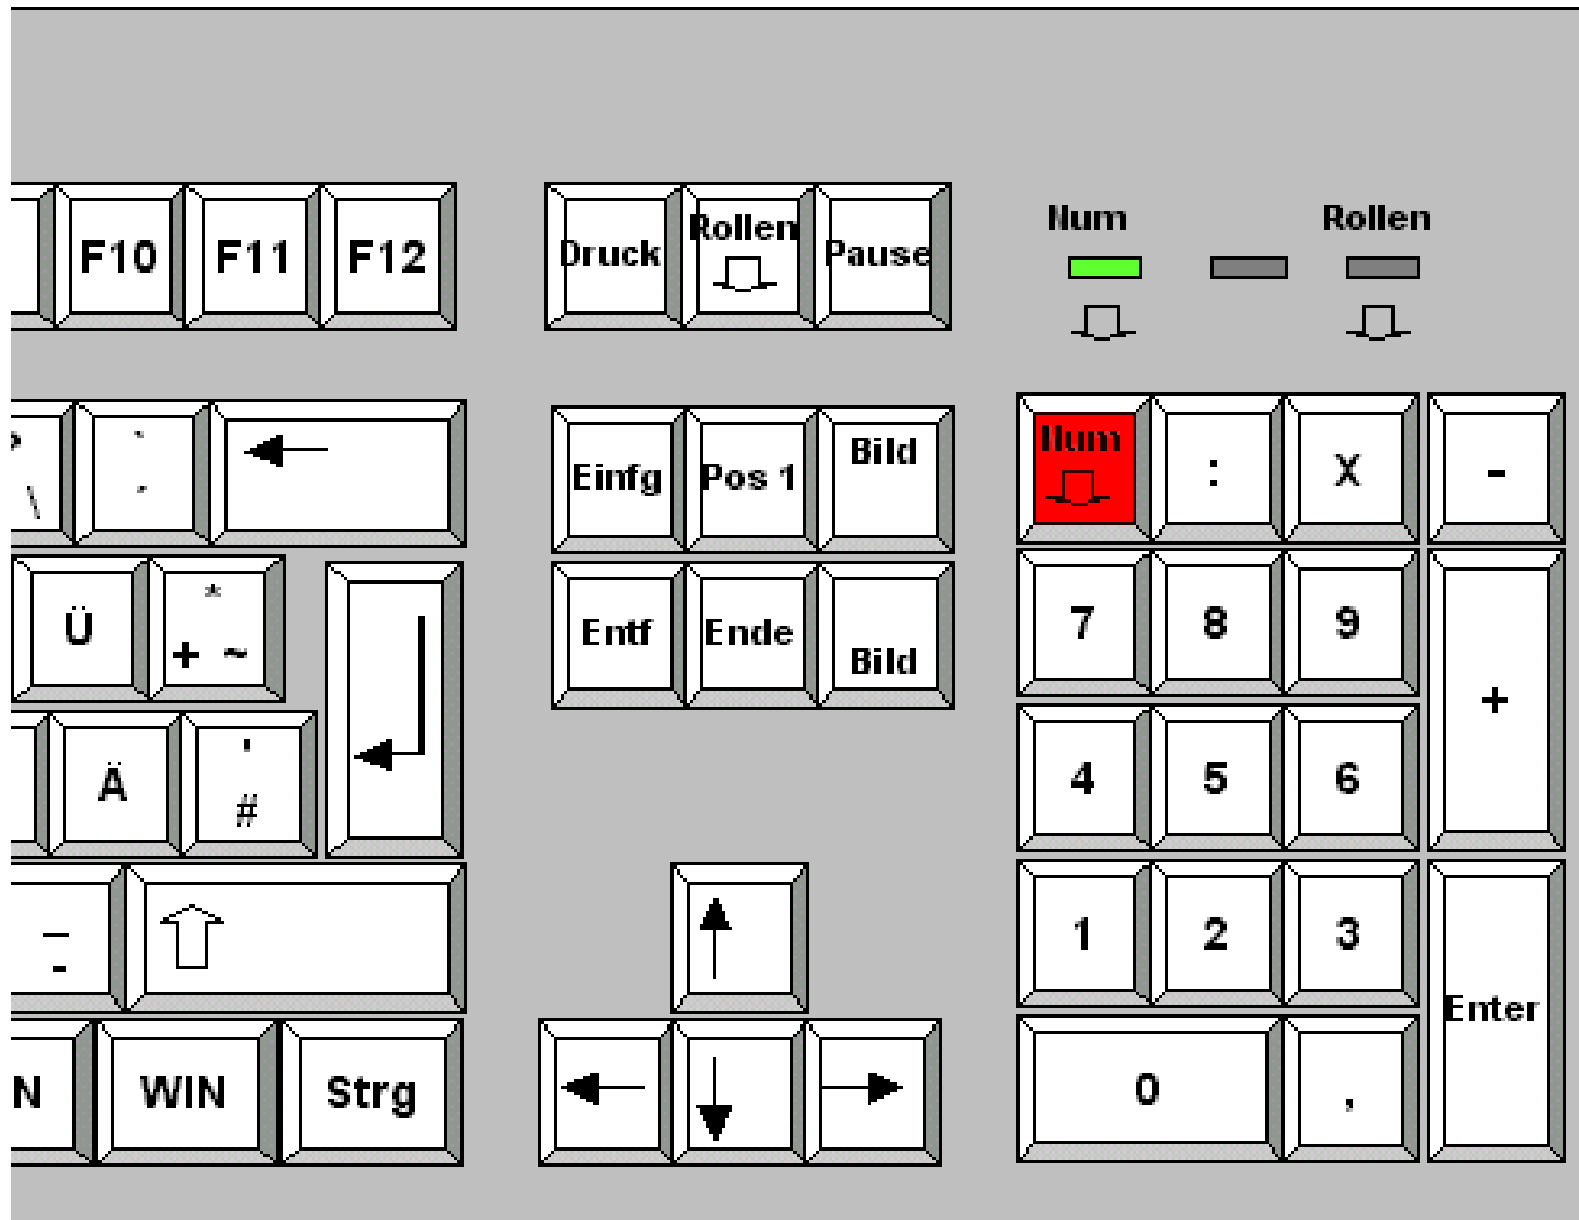 F10 F11 F12 Druck Rollen Pause
Num Rollen
? \ ` ´
Einfg Pos 1 Bild
Num : X -
Ü * + ~
Entf Ende Bild
7 8 9 +
Ä ' #
4 5 6
_ -
1 2 3 Enter
N WIN Strg
0 ,